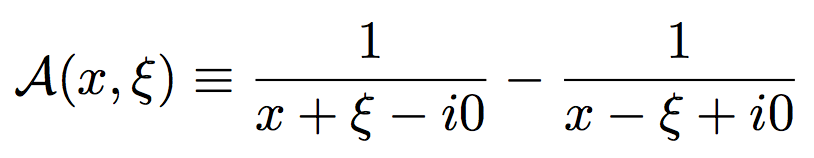 𝒜(x, ξ) ≡ 1/(x + ξ − i0) − 1/(x − ξ + i0)